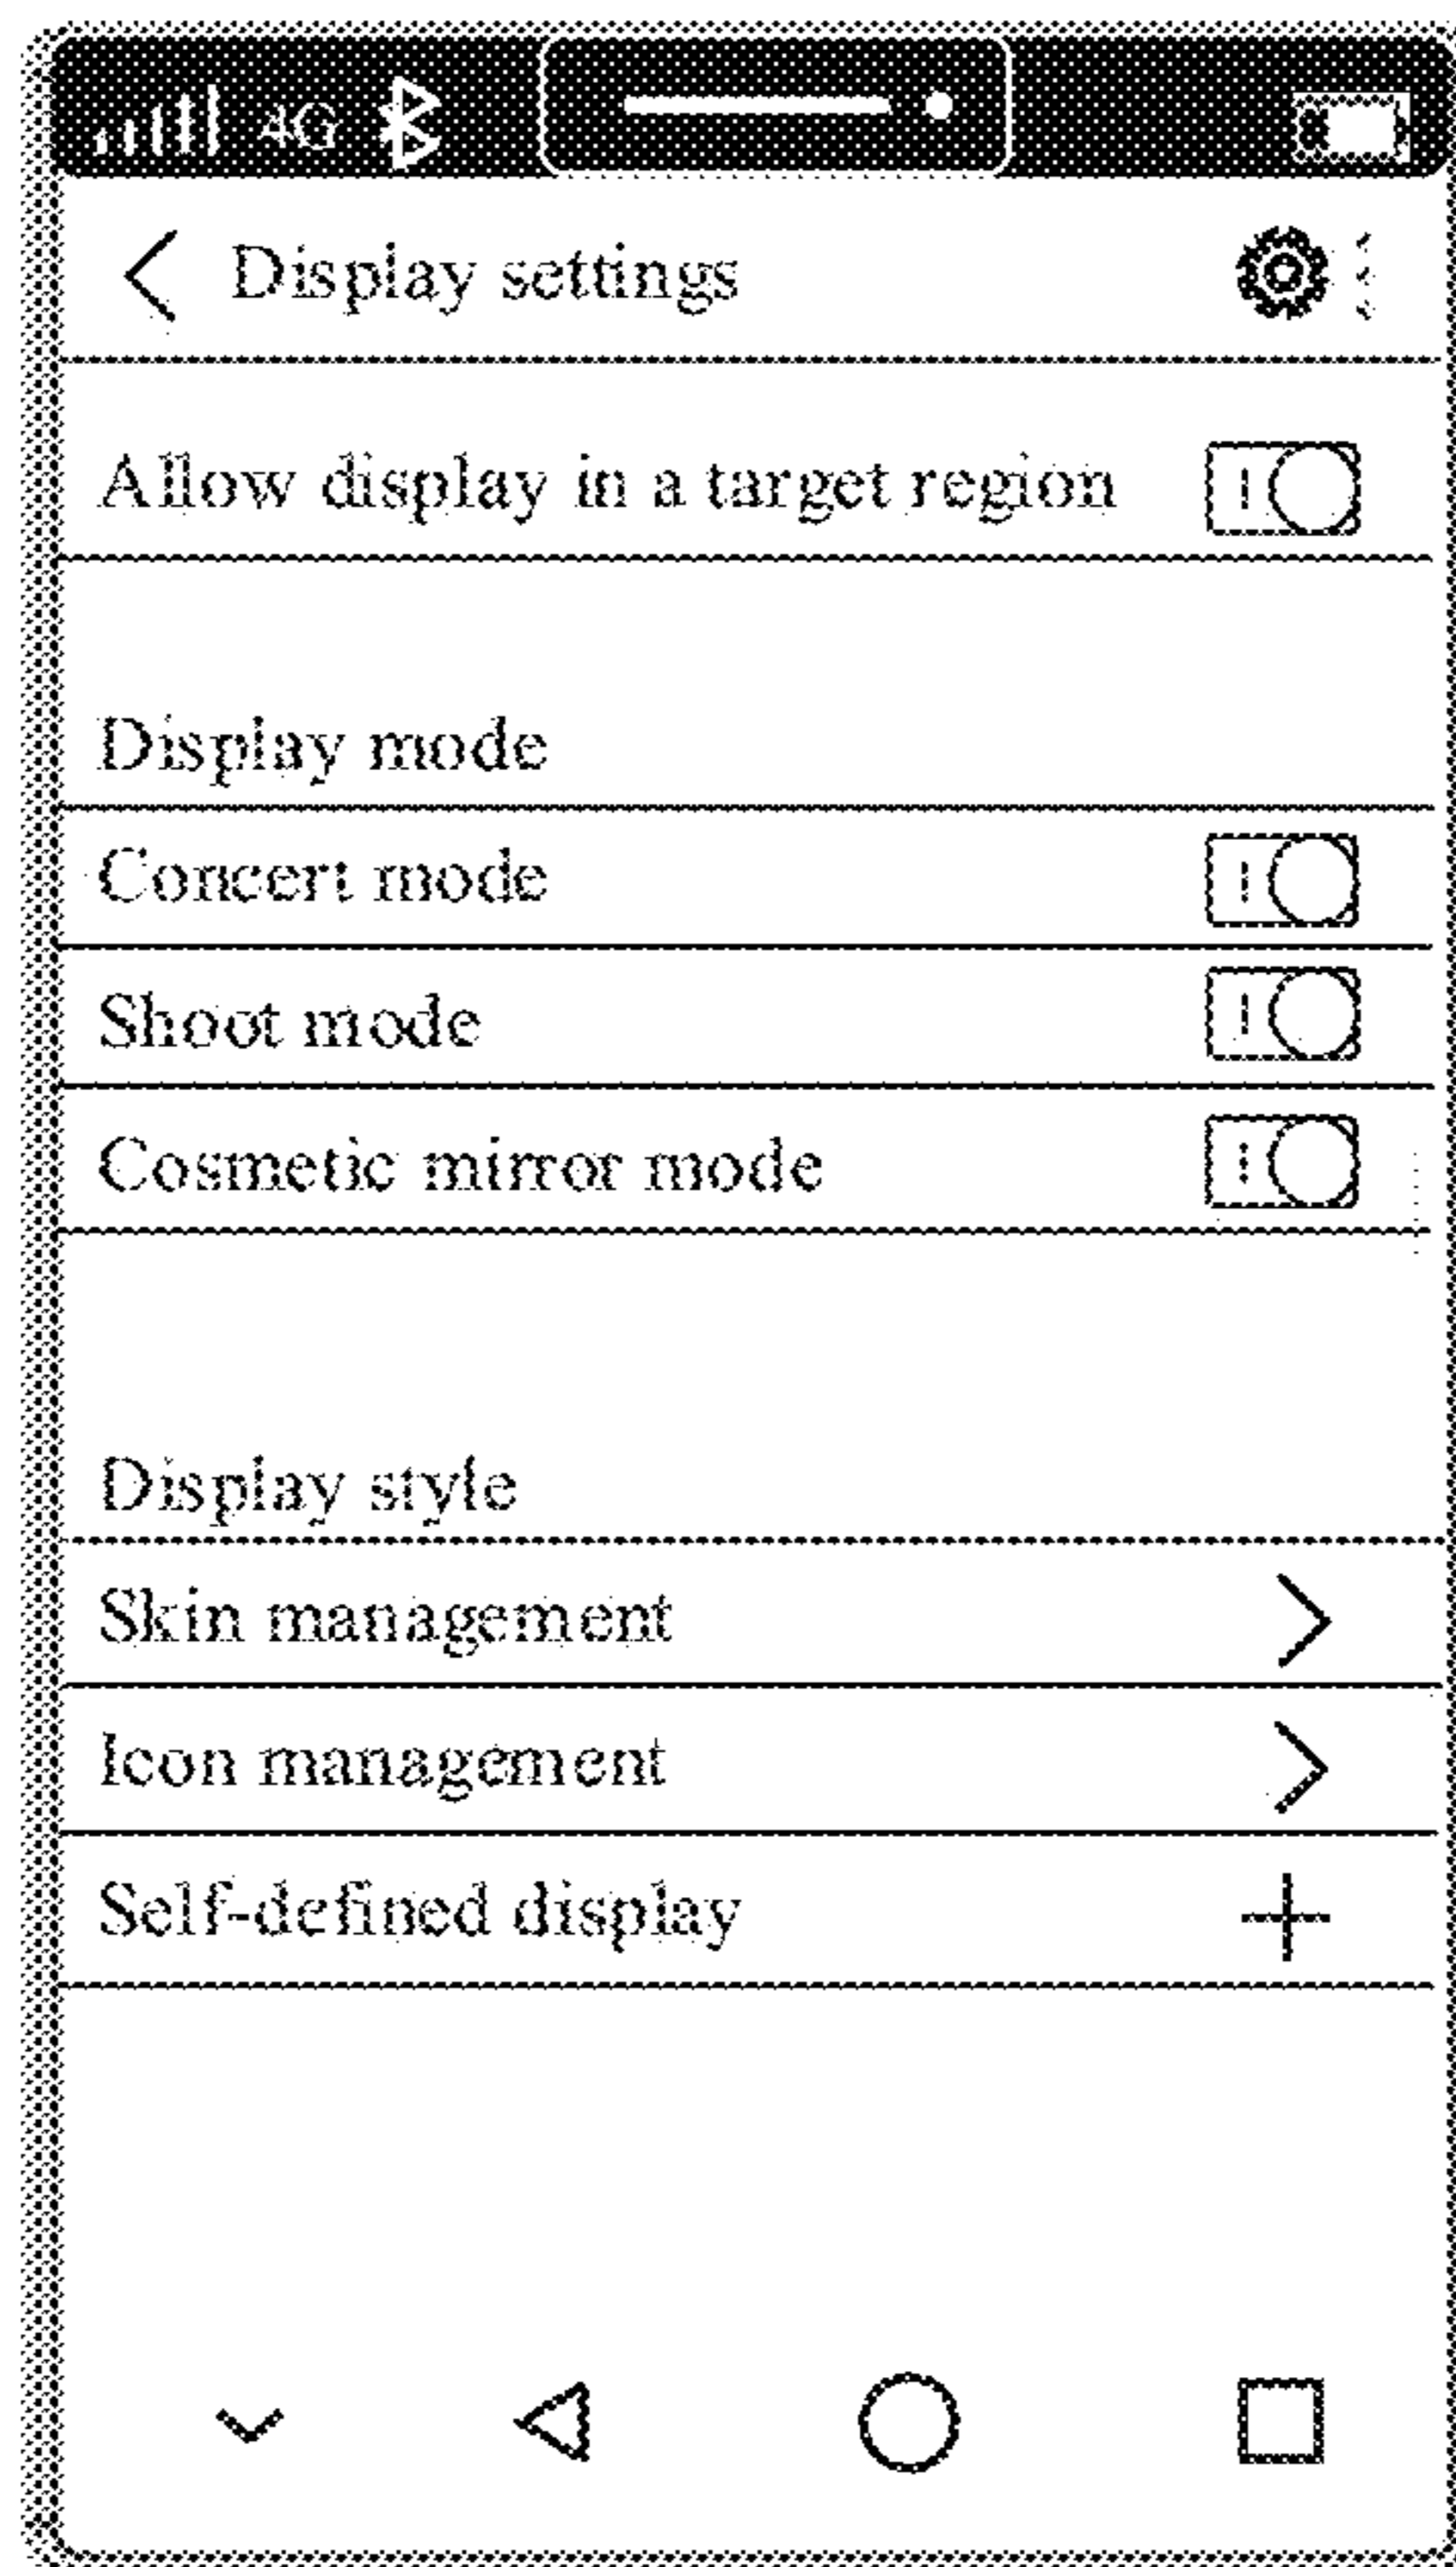 4G
Display settings
Allow display in a target region
Display mode
Concert mode
Shoot mode
Cosmetic mirror mode
Display style
Skin management
Icon management
Self-defined display